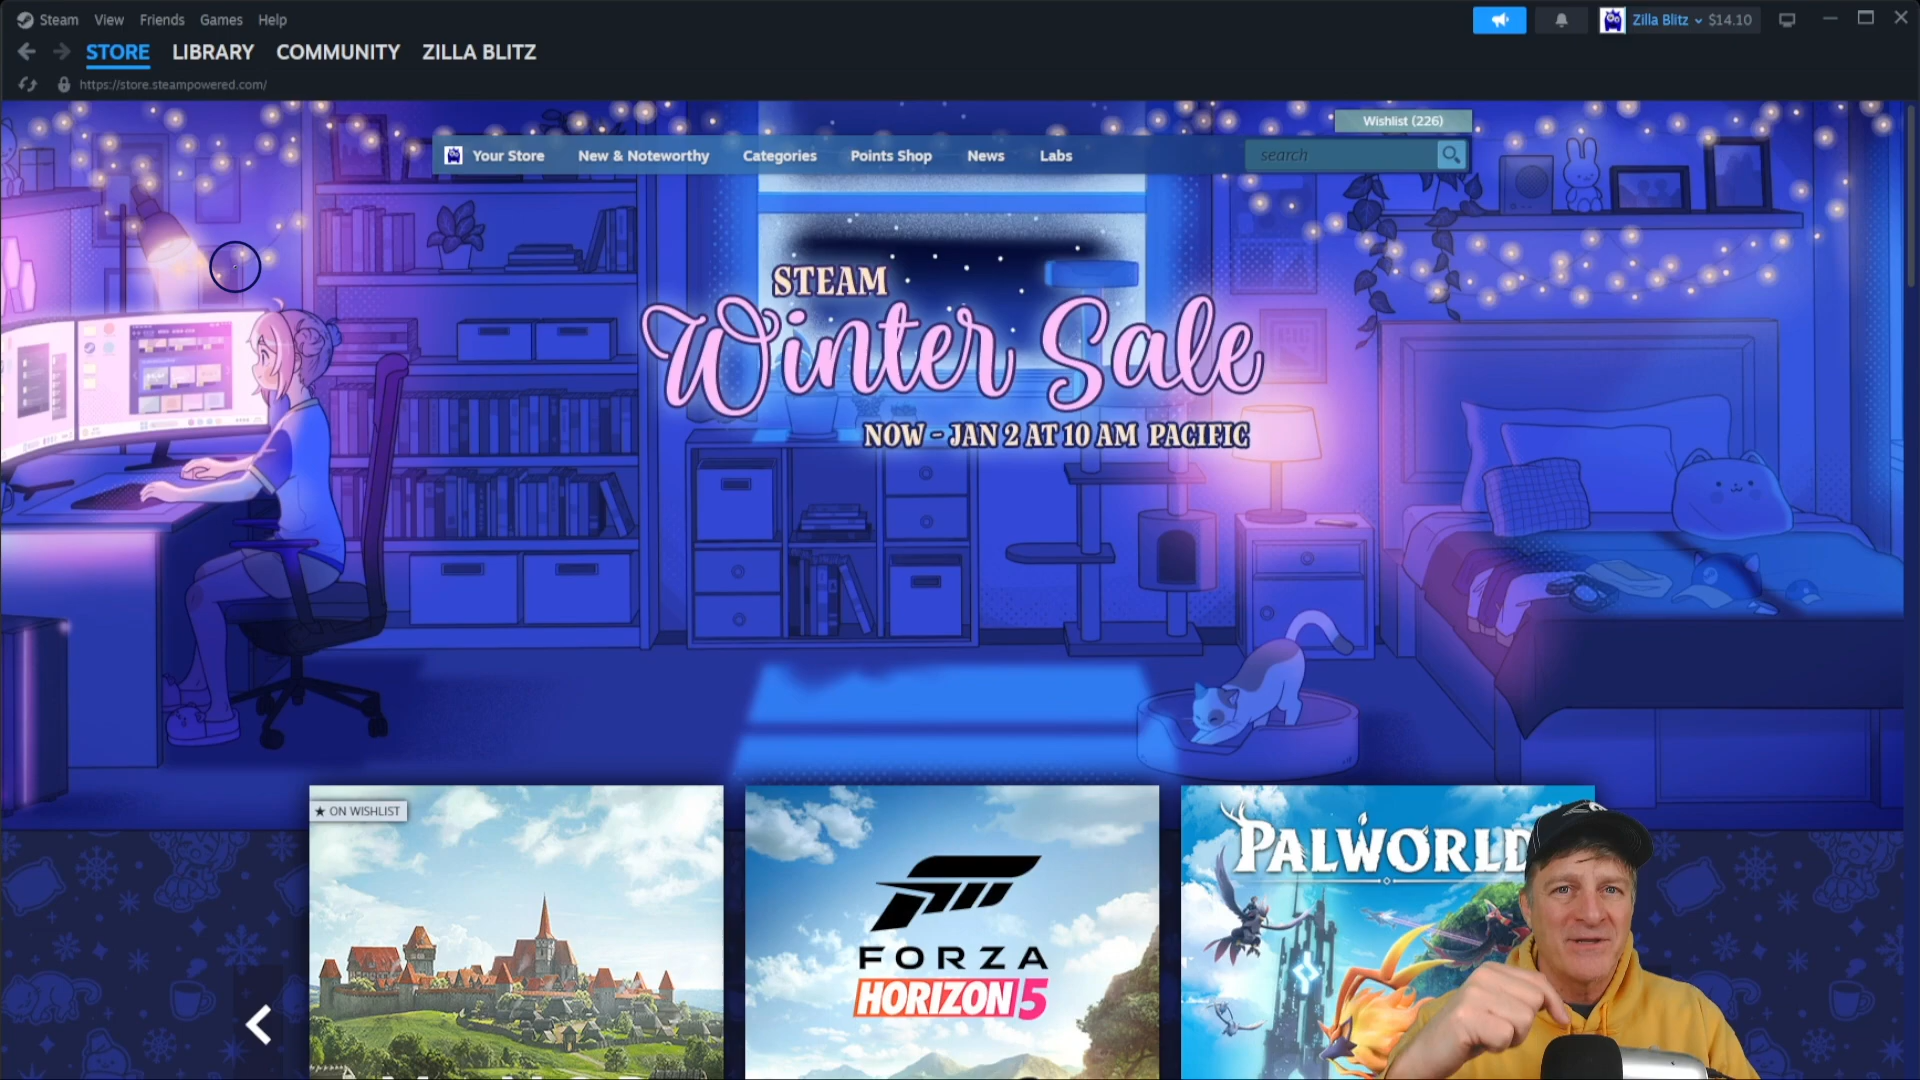 Steam View Friends Games Help
Zilla Blitz $14.10
STORE LIBRARY COMMUNITY ZILLA BLITZ
https://store.steampowered.com/
Wishlist (226)
Your Store New & Noteworthy Categories Points Shop News Labs search
STEAM
Winter Sale
NOW - JAN 2 AT 10 AM PACIFIC
★ ON WISHLIST
FORZA
HORIZON 5
PALWORLD